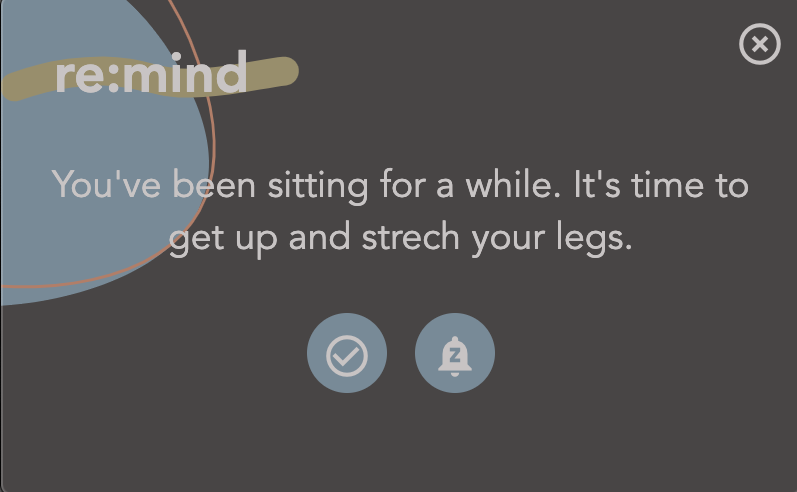 re:mind
You've been sitting for a while. It's time to
get up and strech your legs.
Z